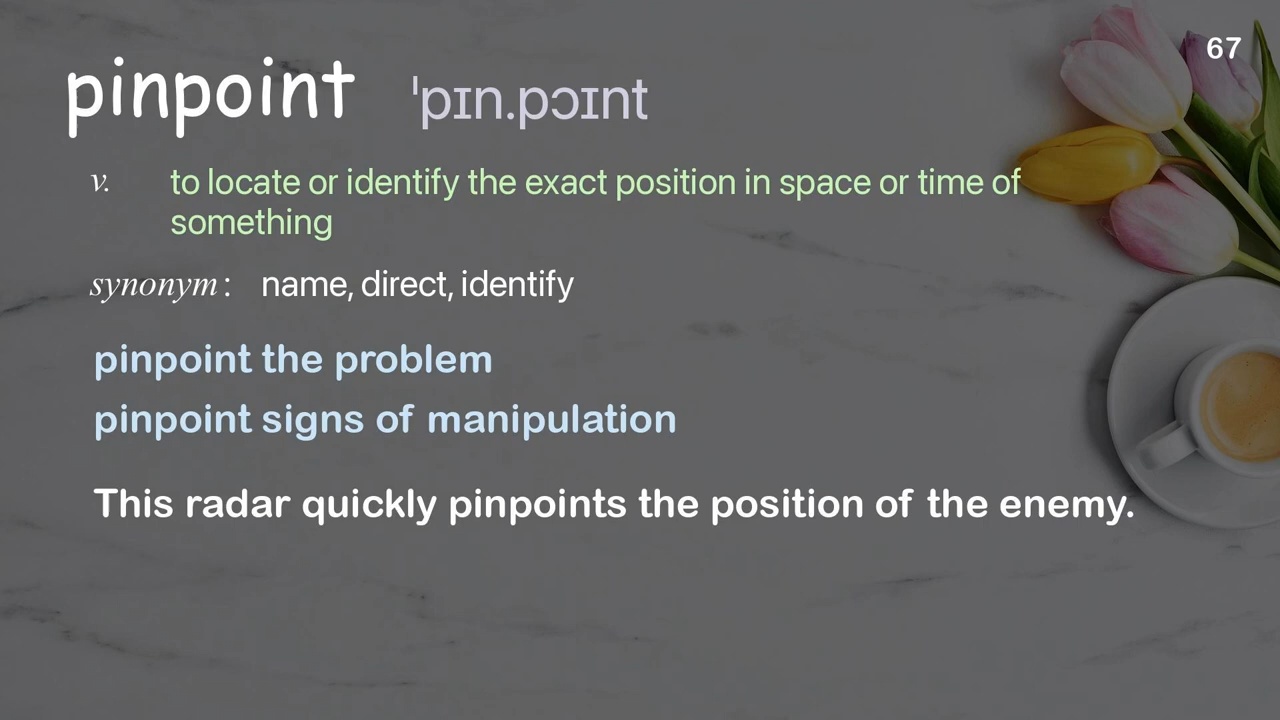 67
pinpoint ˈpɪn.pɔɪnt
v. to locate or identify the exact position in space or time of
something
synonym: name, direct, identify
pinpoint the problem
pinpoint signs of manipulation
This radar quickly pinpoints the position of the enemy.